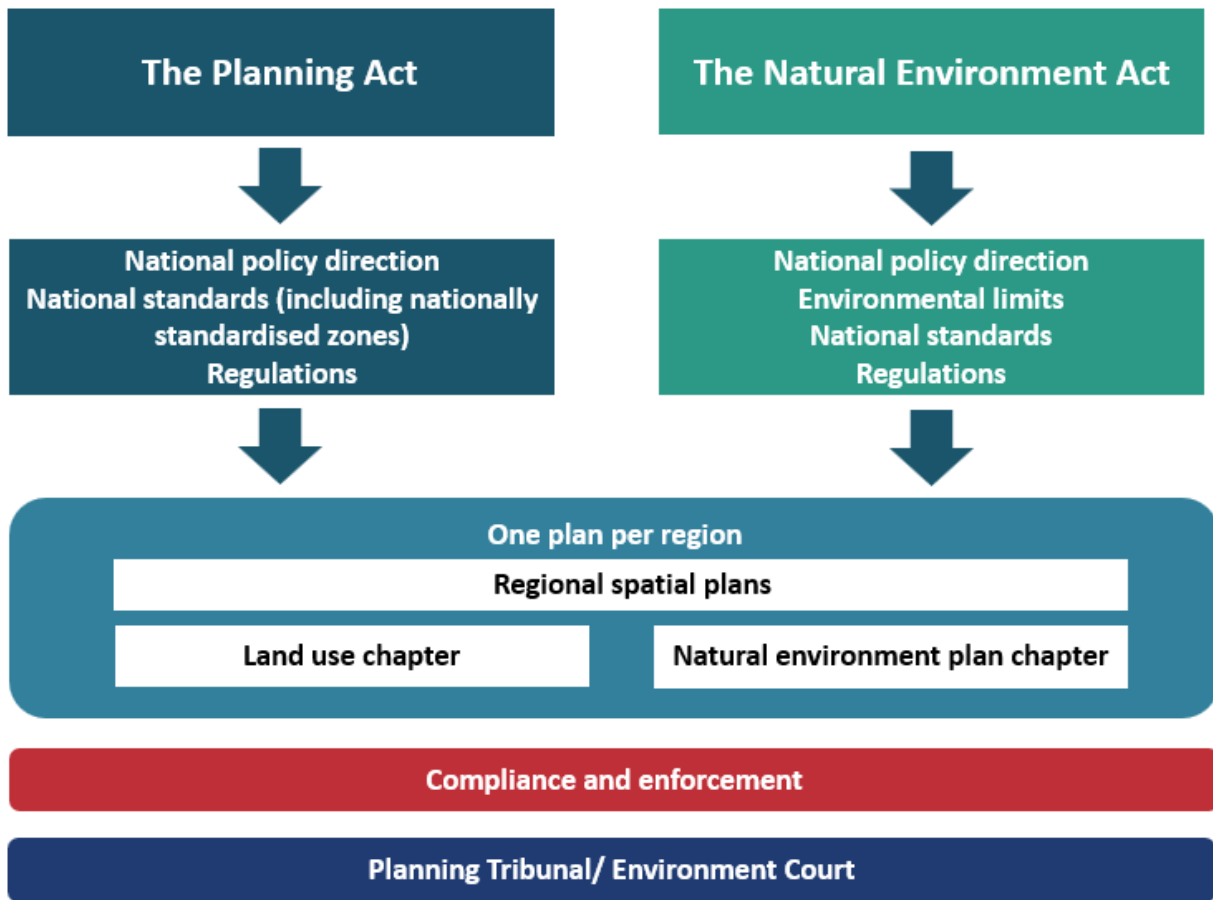 The Planning Act
The Natural Environment Act
National policy direction
National standards (including nationally
standardised zones)
Regulations
National policy direction
Environmental limits
National standards
Regulations
One plan per region
Regional spatial plans
Land use chapter
Natural environment plan chapter
Compliance and enforcement
Planning Tribunal/ Environment Court